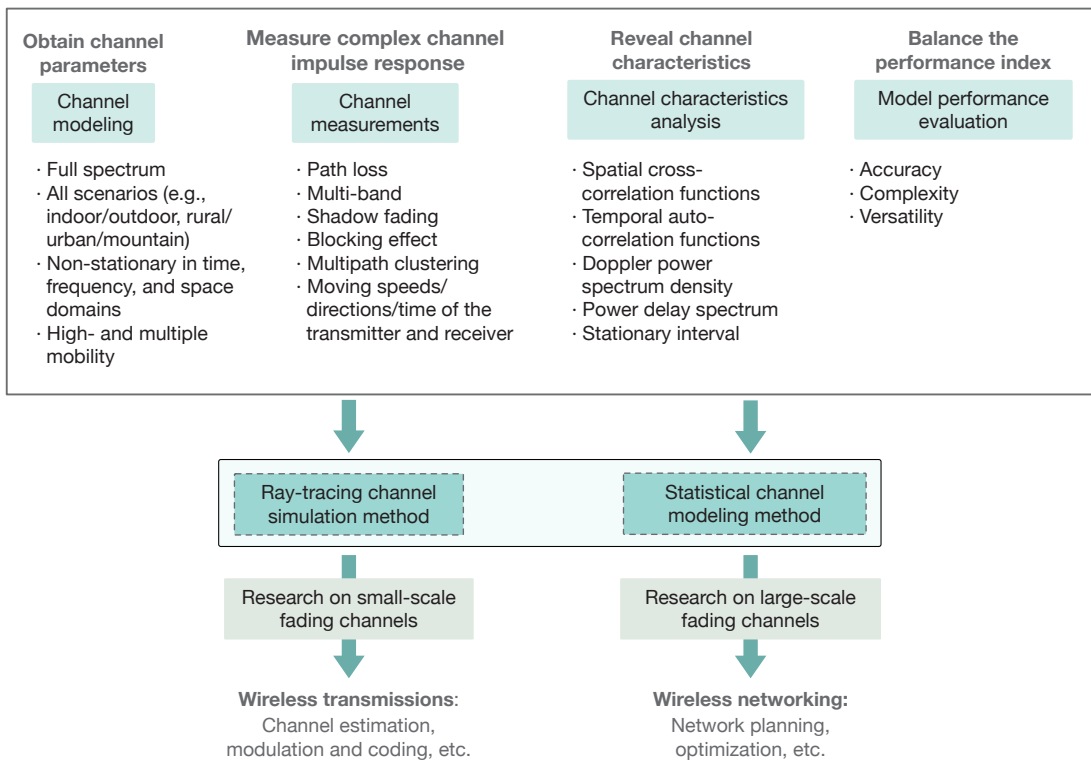 Obtain channel
parameters
Channel
modeling
· Full spectrum
· All scenarios (e.g.,
indoor/outdoor, rural/
urban/mountain)
· Non-stationary in time,
frequency, and space
domains
· High- and multiple
mobility
Measure complex channel
impulse response
Channel
measurements
· Path loss
· Multi-band
· Shadow fading
· Blocking effect
· Multipath clustering
· Moving speeds/
directions/time of the
transmitter and receiver
Reveal channel
characteristics
Channel characteristics
analysis
· Spatial cross-
correlation functions
· Temporal auto-
correlation functions
· Doppler power
spectrum density
· Power delay spectrum
· Stationary interval
Balance the
performance index
Model performance
evaluation
· Accuracy
· Complexity
· Versatility
Ray-tracing channel
simulation method
Statistical channel
modeling method
Research on small-scale
fading channels
Research on large-scale
fading channels
Wireless transmissions:
Channel estimation,
modulation and coding, etc.
Wireless networking:
Network planning,
optimization, etc.